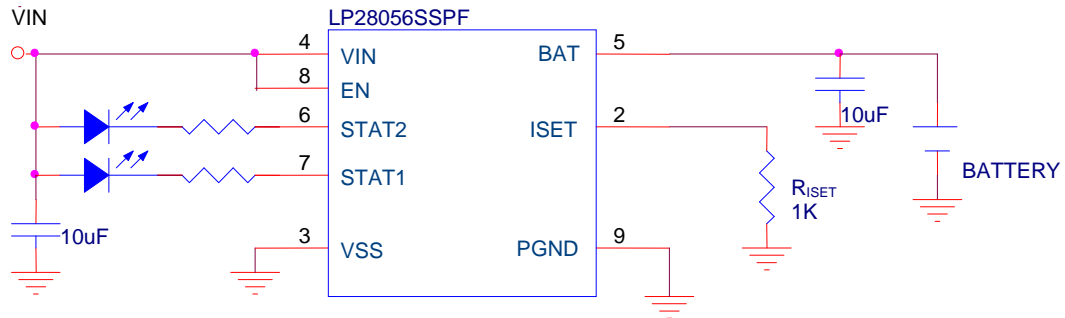 VIN
LP28056SSPF
4 VIN BAT 5
8 EN
6 STAT2 ISET 2
10uF
7 STAT1
BATTERY
RISET
1K
10uF
3 VSS PGND 9